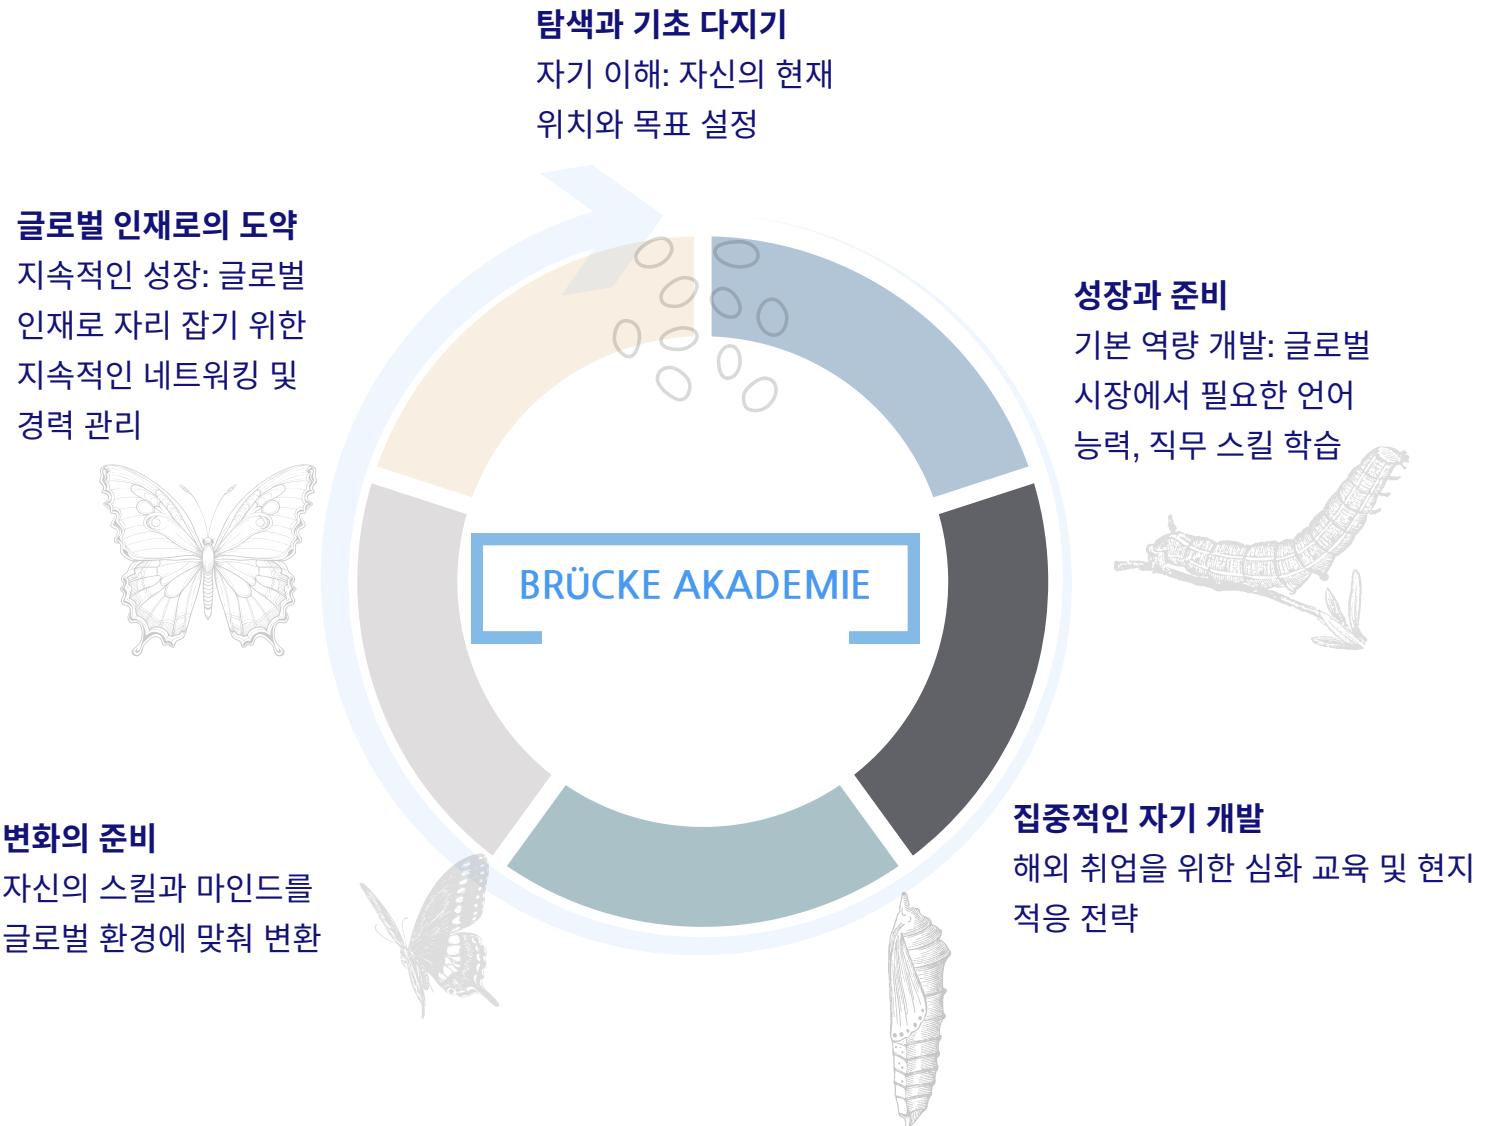 탐색과 기초 다지기
자기 이해: 자신의 현재
위치와 목표 설정
글로벌 인재로의 도약
지속적인 성장: 글로벌
인재로 자리 잡기 위한
지속적인 네트워킹 및
경력 관리
성장과 준비
기본 역량 개발: 글로벌
시장에서 필요한 언어
능력, 직무 스킬 학습
BRÜCKE AKADEMIE
집중적인 자기 개발
해외 취업을 위한 심화 교육 및 현지
적응 전략
변화의 준비
자신의 스킬과 마인드를
글로벌 환경에 맞춰 변환